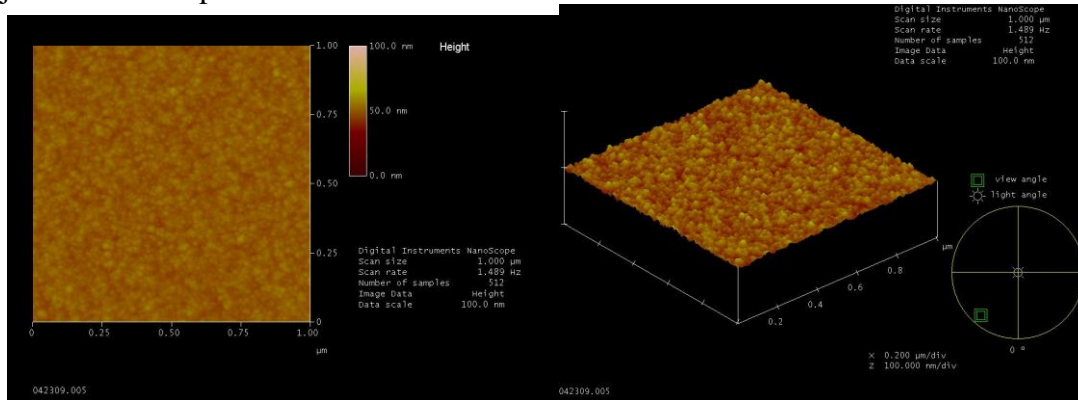 1.00
100.0 nm
Height
0.75
50.0 nm
0.50
0.0 nm
0.25
Digital Instruments NanoScope
Scan size 1.000 µm
Scan rate 1.489 Hz
Number of samples 512
Image Data Height
Data scale 100.0 nm
0
0 0.25 0.50 0.75 1.00
µm
042309.005
Digital Instruments NanoScope
Scan size 1.000 µm
Scan rate 1.489 Hz
Number of samples 512
Image Data Height
Data scale 100.0 nm
view angle
light angle
µm
0.8
0.6
0.4
0.2
0 º
X 0.200 µm/div
Z 100.000 nm/div
042309.005